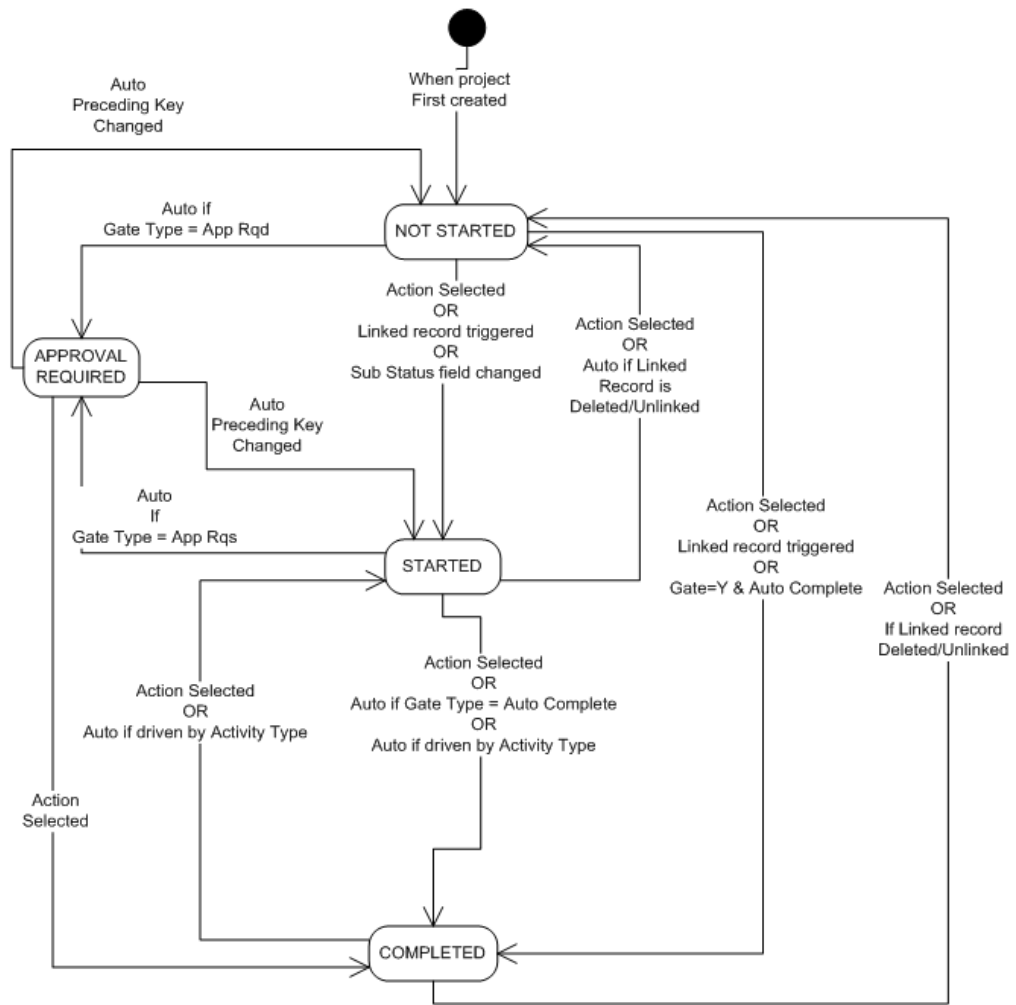 When project
First created
Auto
Preceding Key
Changed
Auto if
Gate Type = App Rqd
NOT STARTED
Action Selected
OR
Linked record triggered
OR
Sub Status field changed
Action Selected
OR
Auto if Linked
Record is
Deleted/Unlinked
APPROVAL
REQUIRED
Auto
Preceding Key
Changed
Auto
If
Gate Type = App Rqs
STARTED
Action Selected
OR
Linked record triggered
OR
Gate=Y & Auto Complete
Action Selected
OR
If Linked record
Deleted/Unlinked
Action Selected
OR
Auto if driven by Activity Type
Action Selected
OR
Auto if Gate Type = Auto Complete
OR
Auto if driven by Activity Type
Action
Selected
COMPLETED